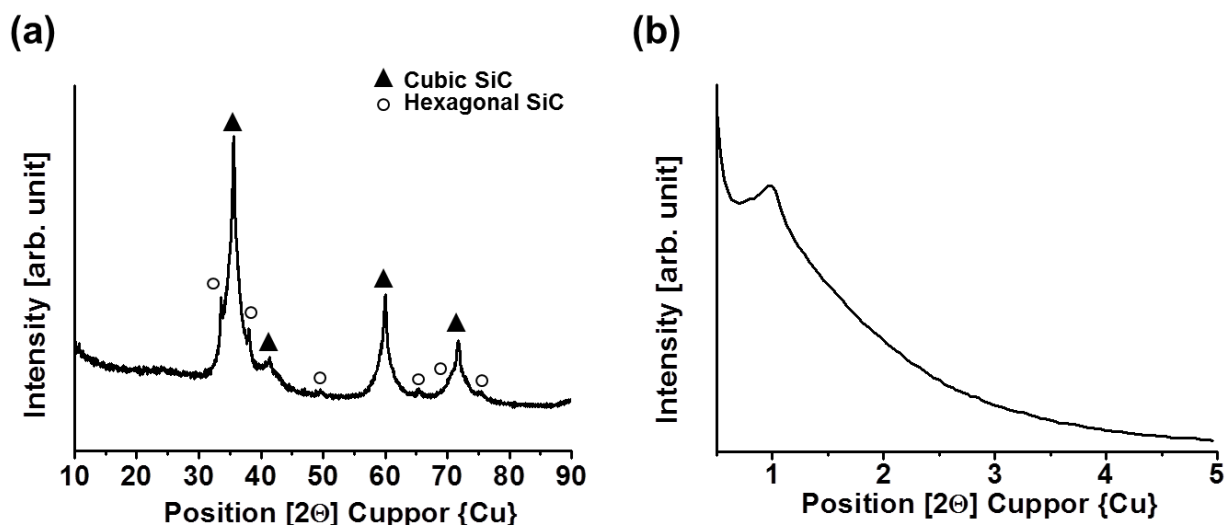 (a)
▲ Cubic SiC
○ Hexagonal SiC
Intensity [arb. unit]
10 20 30 40 50 60 70 80 90
Position [2Θ] Cuppor {Cu}
(b)
Intensity [arb. unit]
1 2 3 4 5
Position [2Θ] Cuppor {Cu}